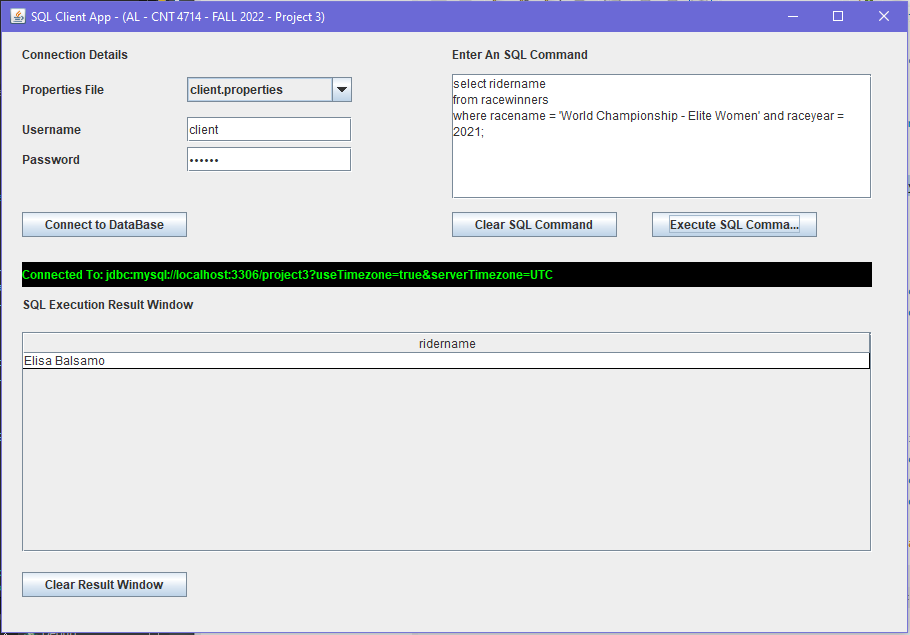 SQL Client App - (AL - CNT 4714 - FALL 2022 - Project 3)
Connection Details
Properties File
client.properties
Username
client
Password
••••••
Connect to DataBase
Enter An SQL Command
select ridername
from racewinners
where racename = 'World Championship - Elite Women' and raceyear =
2021;
Clear SQL Command
Execute SQL Comma...
Connected To: jdbc:mysql://localhost:3306/project3?useTimezone=true&serverTimezone=UTC
SQL Execution Result Window
ridername
Elisa Balsamo
Clear Result Window